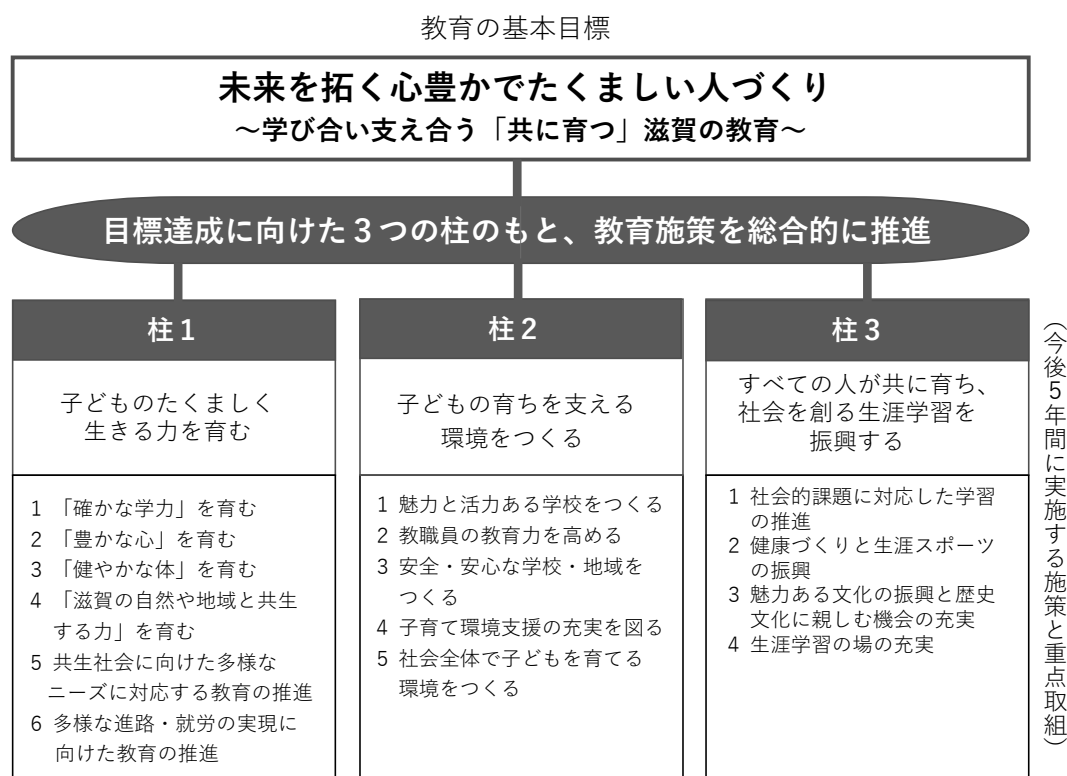 教育の基本目標
未来を拓く心豊かでたくましい人づくり
～学び合い支え合う「共に育つ」滋賀の教育～
目標達成に向けた３つの柱のもと、教育施策を総合的に推進
柱１
子どものたくましく
生きる力を育む
1 「確かな学力」を育む
2 「豊かな心」を育む
3 「健やかな体」を育む
4 「滋賀の自然や地域と共生
する力」を育む
5 共生社会に向けた多様な
ニーズに対応する教育の推進
6 多様な進路・就労の実現に
向けた教育の推進
柱２
子どもの育ちを支える
環境をつくる
1 魅力と活力ある学校をつくる
2 教職員の教育力を高める
3 安全・安心な学校・地域を
つくる
4 子育て環境支援の充実を図る
5 社会全体で子どもを育てる
環境をつくる
柱３
すべての人が共に育ち、
社会を創る生涯学習を
振興する
1 社会的課題に対応した学習
の推進
2 健康づくりと生涯スポーツ
の振興
3 魅力ある文化の振興と歴史
文化に親しむ機会の充実
4 生涯学習の場の充実
（今後５年間に実施する施策と重点取組）